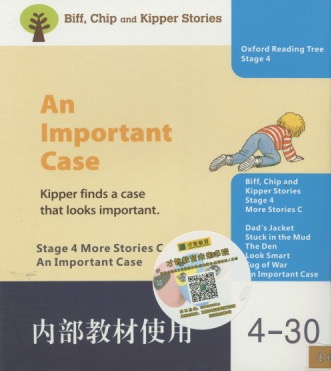 Biff, Chip and Kipper Stories
Oxford Reading Tree
Stage 4
An
Important
Case
Kipper finds a case
that looks important.
Biff, Chip and
Kipper Stories
Stage 4
More Stories C
Dad's Jacket
Stuck in the Mud
The Den
Look Smart
Tug of War
An Important Case
Stage 4 More Stories C
An Important Case
内部教材使用
4-30